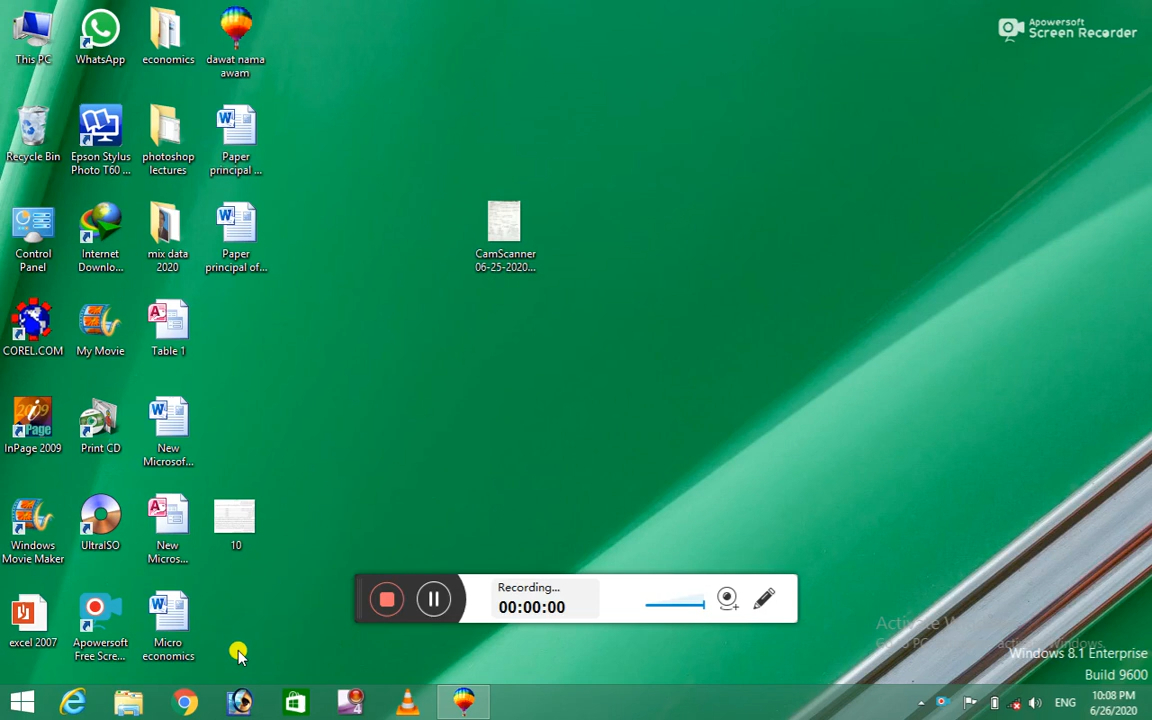 This PC
WhatsApp
economics
dawat nama
awam
Apowersoft
Screen Recorder
Recycle Bin
Epson Stylus
Photo T60 ...
photoshop
lectures
Paper
principal ...
Control
Panel
Internet
Downlo...
mix data
2020
Paper
principal of...
CamScanner
06-25-2020...
COREL.COM
My Movie
Table 1
InPage 2009
Print CD
New
Microsof...
Windows
Movie Maker
UltraISO
New
Micros...
10
excel 2007
Apowersoft
Free Scre...
Micro
economics
Recording...
00:00:00
Windows 8.1 Enterprise
Build 9600
ENG
10:08 PM
6/26/2020